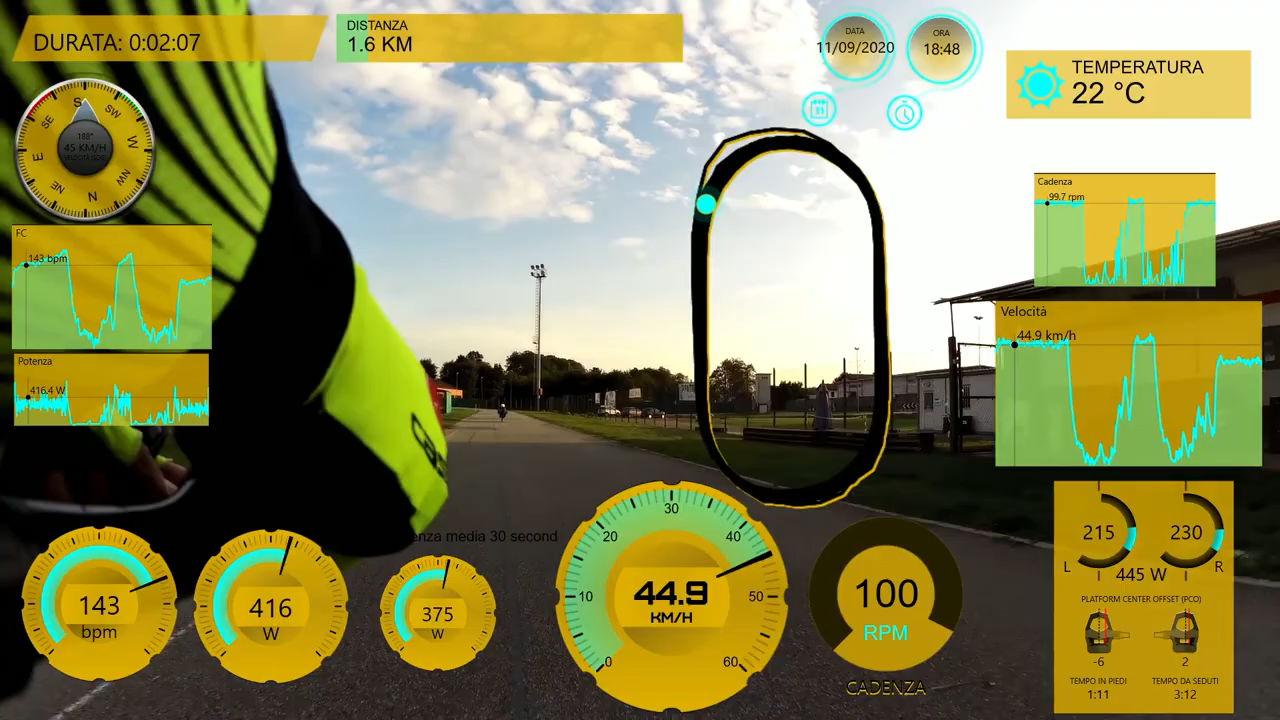 DURATA: 0:02:07
DISTANZA
1.6 KM
DATA
11/09/2020
ORA
18:48
TEMPERATURA
22 °C
S
SW
W
NW
N
NE
E
SE
188°
45 KM/H
FC
143 bpm
Potenza
416.4 W
Cadenza
99.7 rpm
Velocità
44.9 km/h
143
bpm
416
W
enza media 30 second
375
W
0
10
20
30
40
50
60
44.9
KM/H
100
RPM
CADENZA
215
230
L
R
445 W
PLATFORM CENTER OFFSET (PCO)
-6
2
TEMPO IN PIEDI
1:11
TEMPO DA SEDUTI
3:12